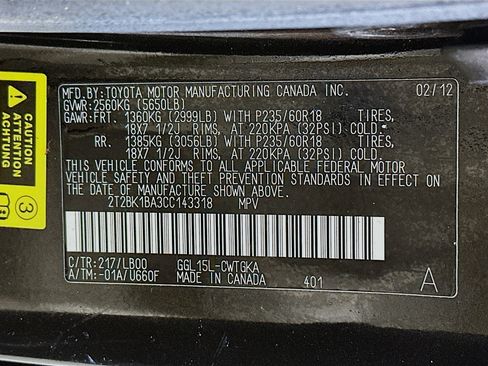 CAUTION
ATTENTION
ACHTUNG
3
MFD.BY:TOYOTA MOTOR MANUFACTURING CANADA INC. 02/12
GVWR:2560KG (5650LB)
GAWR:FRT. 1360KG (2999LB) WITH P235/60R18 TIRES,
18X7 1/2J RIMS, AT 220KPA (32PSI) COLD.
RR. 1385KG (3056LB) WITH P235/60R18 TIRES,
18X7 1/2J RIMS, AT 220KPA (32PSI) COLD.
THIS VEHICLE CONFORMS TO ALL APPLICABLE FEDERAL MOTOR
VEHICLE SAFETY AND THEFT PREVENTION STANDARDS IN EFFECT ON
THE DATE OF MANUFACTURE SHOWN ABOVE.
2T2BK1BA3CC143318 MPV
C/TR:217/LB00 GGL15L-CWTGKA
A/TM:-01A/U660F MADE IN CANADA 401 A